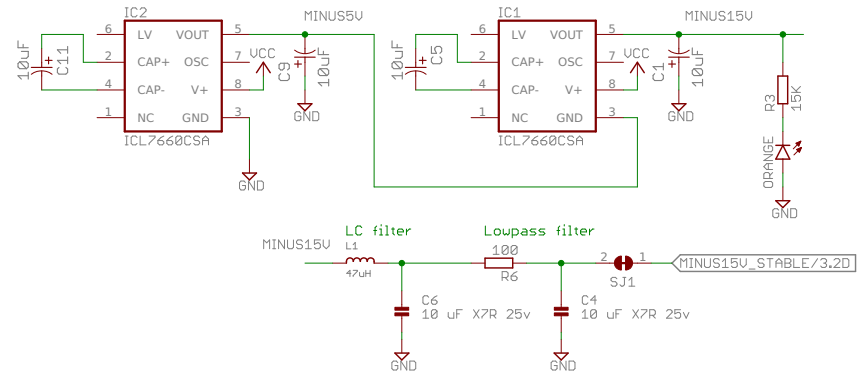 IC2
MINUS5V
IC1
MINUS15V
6 LV VOUT 5
2 CAP+ OSC 7
4 CAP- V+ 8
1 NC GND 3
ICL7660CSA
10uF
C11
VCC
C9
10uF
GND
GND
6 LV VOUT 5
2 CAP+ OSC 7
4 CAP- V+ 8
1 NC GND 3
ICL7660CSA
10uF
C5
VCC
C1
10uF
GND
R3
15K
ORANGE
GND
LC filter
Lowpass filter
MINUS15V
L1
47uH
100
R6
2 1
SJ1
MINUS15V_STABLE/3.2D
C6
10 uF X7R 25v
C4
10 uF X7R 25v
GND
GND